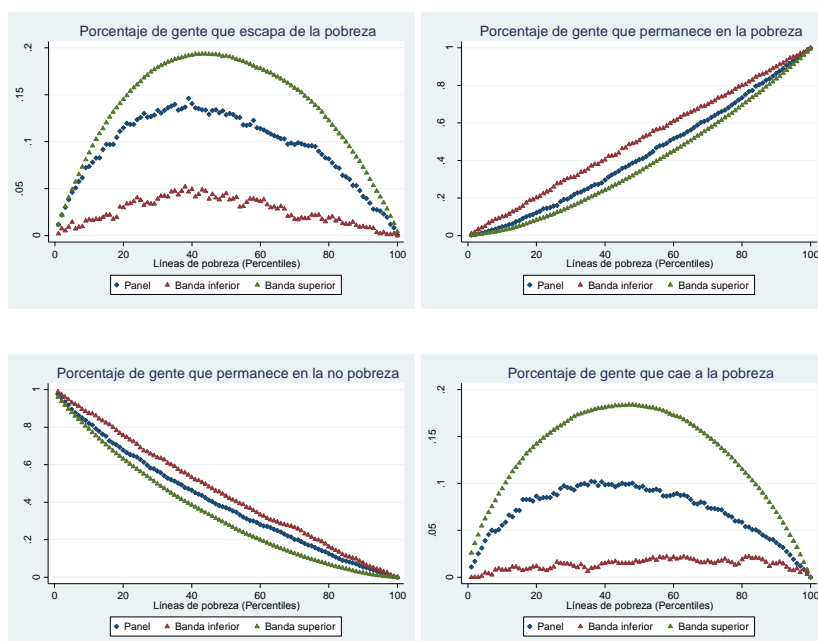 Porcentaje de gente que escapa de la pobreza
.2
.15
.1
.05
0
0 20 40 60 80 100
Líneas de pobreza (Percentiles)
Panel Banda inferior Banda superior
Porcentaje de gente que permanece en la pobreza
1
.8
.6
.4
.2
0
0 20 40 60 80 100
Líneas de pobreza (Percentiles)
Panel Banda inferior Banda superior
Porcentaje de gente que permanece en la no pobreza
1
.8
.6
.4
.2
0
0 20 40 60 80 100
Líneas de pobreza (Percentiles)
Panel Banda inferior Banda superior
Porcentaje de gente que cae a la pobreza
.2
.15
.1
.05
0
0 20 40 60 80 100
Líneas de pobreza (Percentiles)
Panel Banda inferior Banda superior